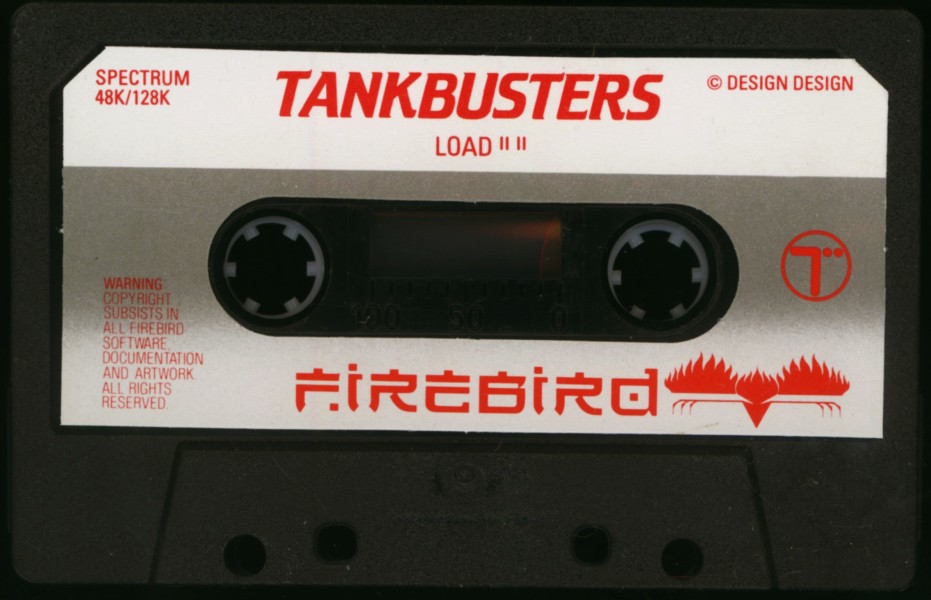 SPECTRUM
48K/128K
TANKBUSTERS
© DESIGN DESIGN
LOAD " "
WARNING:
COPYRIGHT
SUBSISTS IN
ALL FIREBIRD
SOFTWARE,
DOCUMENTATION
AND ARTWORK.
ALL RIGHTS
RESERVED.
100 50 0
FIREBIRD